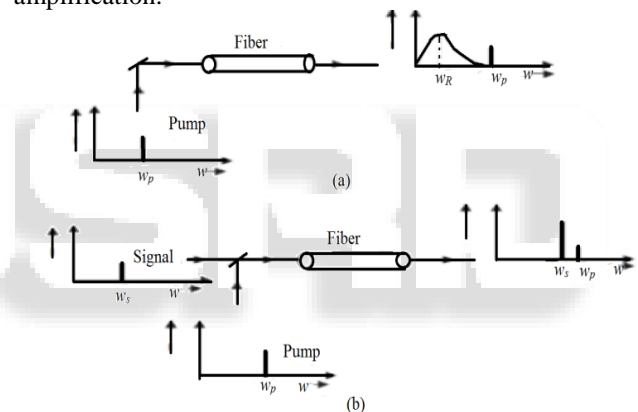 amplification.
Fiber
w_R w_p w
Pump
w_p w
(a)
Signal
Fiber
w_s w
w_s w_p w
Pump
w_p w
(b)